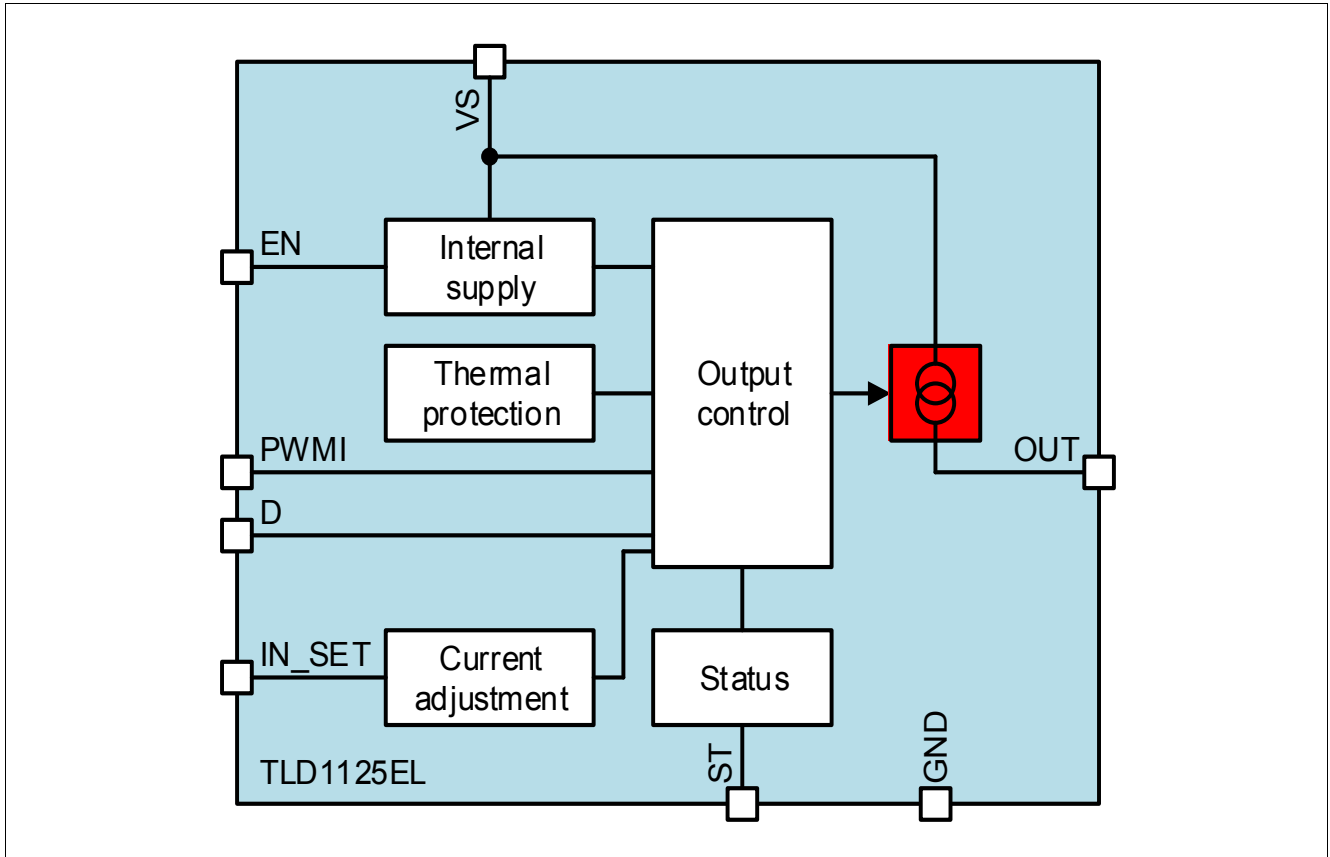 VS
EN
Internal
supply
Thermal
protection
Output
control
PWMI
OUT
D
IN_SET
Current
adjustment
Status
ST
GND
TLD1125EL